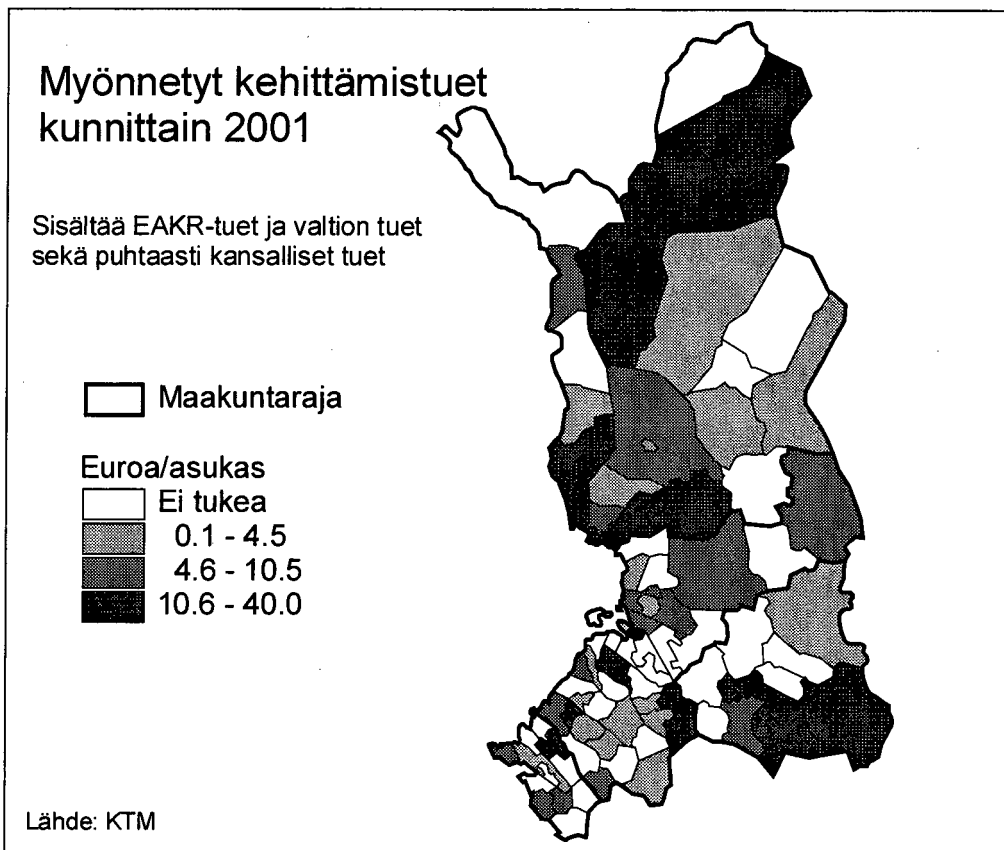 Myönnetyt kehittämistuet
kunnittain 2001
Sisältää EAKR-tuet ja valtion tuet
sekä puhtaasti kansalliset tuet
Maakuntaraja
Euroa/asukas
Ei tukea
0.1 - 4.5
4.6 - 10.5
10.6 - 40.0
Lähde: KTM